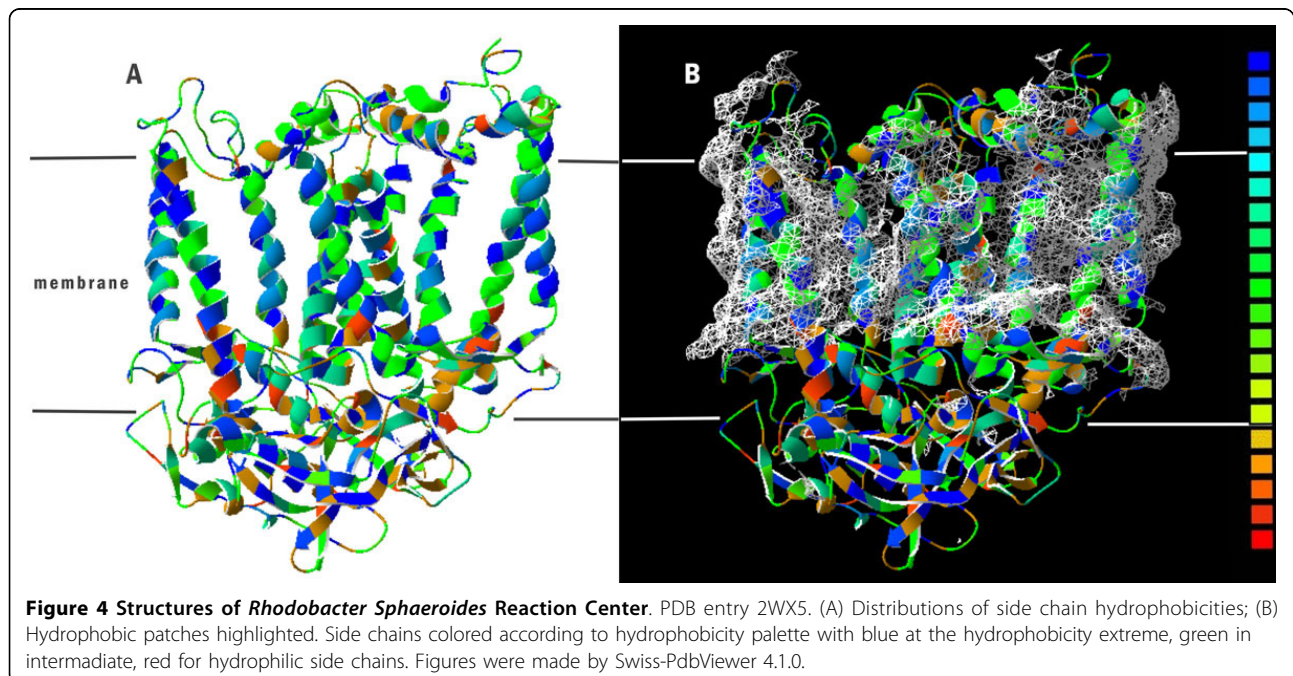 A
B
membrane
Figure 4 Structures of Rhodobacter Sphaeroides Reaction Center. PDB entry 2WX5. (A) Distributions of side chain hydrophobicities; (B)
Hydrophobic patches highlighted. Side chains colored according to hydrophobicity palette with blue at the hydrophobicity extreme, green in
intermadiate, red for hydrophilic side chains. Figures were made by Swiss-PdbViewer 4.1.0.